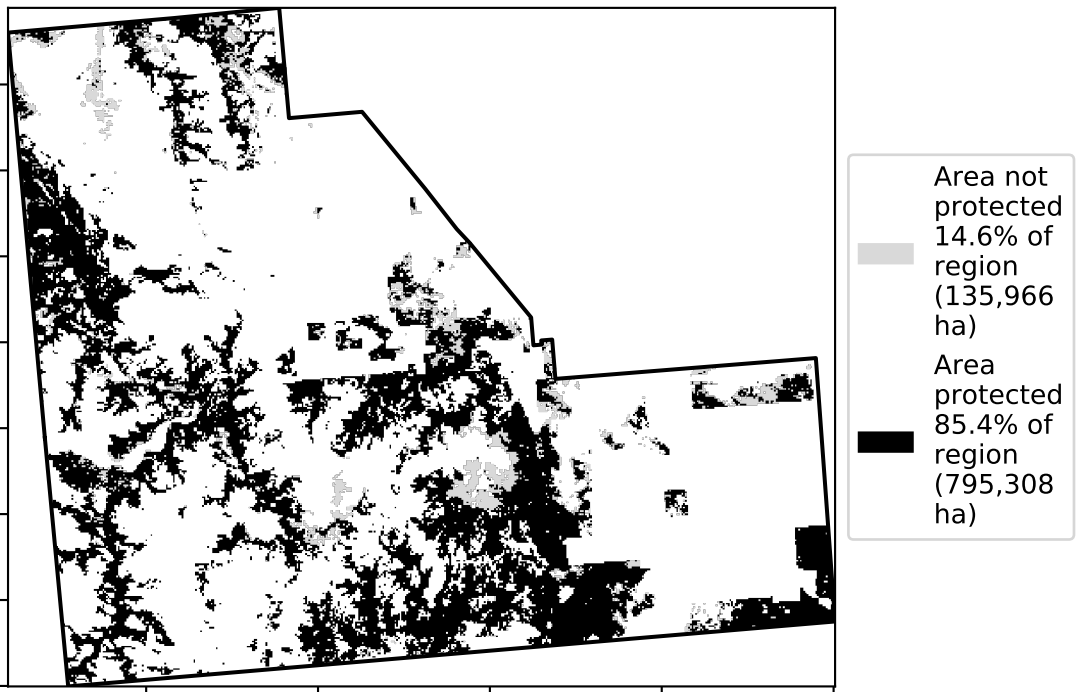 Area not
protected
14.6% of
region
(135,966
ha)
Area
protected
85.4% of
region
(795,308
ha)